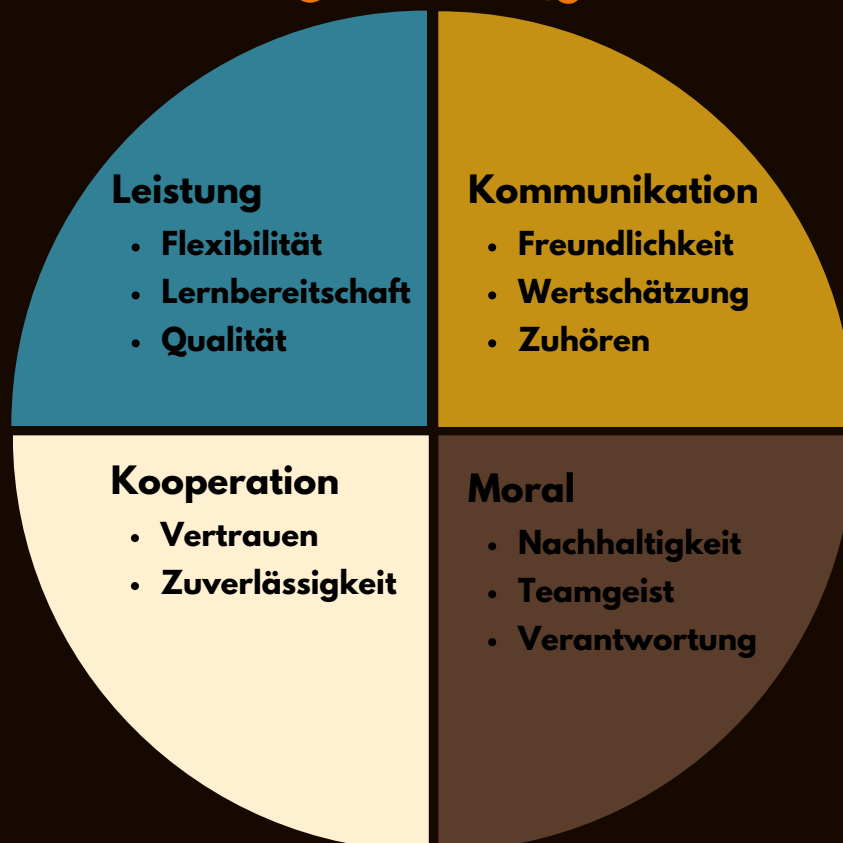 Leistung
• Flexibilität
• Lernbereitschaft
• Qualität
Kommunikation
• Freundlichkeit
• Wertschätzung
• Zuhören
Kooperation
• Vertrauen
• Zuverlässigkeit
Moral
• Nachhaltigkeit
• Teamgeist
• Verantwortung